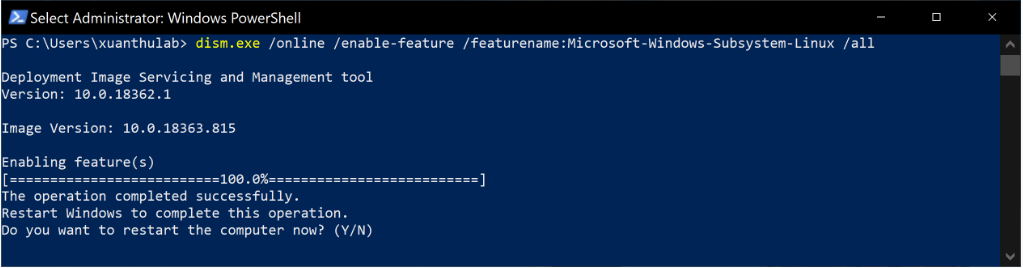 Select Administrator: Windows PowerShell
PS C:\Users\xuanthulab> dism.exe /online /enable-feature /featurename:Microsoft-Windows-Subsystem-Linux /all
Deployment Image Servicing and Management tool
Version: 10.0.18362.1
Image Version: 10.0.18363.815
Enabling feature(s)
[==========================100.0%==========================]
The operation completed successfully.
Restart Windows to complete this operation.
Do you want to restart the computer now? (Y/N)